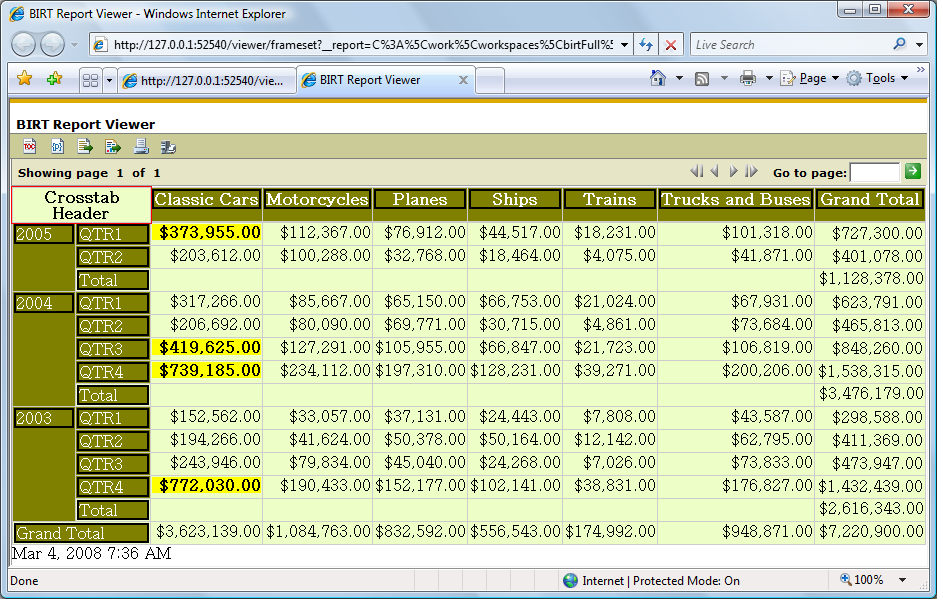 BIRT Report Viewer - Windows Internet Explorer
http://127.0.0.1:52540/viewer/frameset?__report=C%3A%5Cwork%5Cworkspaces%5CbirtFull%5 Live Search
http://127.0.0.1:52540/vie... BIRT Report Viewer Page Tools »
BIRT Report Viewer
TOC
Showing page 1 of 1 Go to page:
Crosstab Header Classic Cars Motorcycles Planes Ships Trains Trucks and Buses Grand Total
2005 QTR1 $373,955.00 $112,367.00 $76,912.00 $44,517.00 $18,231.00 $101,318.00 $727,300.00
QTR2 $203,612.00 $100,288.00 $32,768.00 $18,464.00 $4,075.00 $41,871.00 $401,078.00
Total $1,128,378.00
2004 QTR1 $317,266.00 $85,667.00 $65,150.00 $66,753.00 $21,024.00 $67,931.00 $623,791.00
QTR2 $206,692.00 $80,090.00 $69,771.00 $30,715.00 $4,861.00 $73,684.00 $465,813.00
QTR3 $419,625.00 $127,291.00 $105,955.00 $66,847.00 $21,723.00 $106,819.00 $848,260.00
QTR4 $739,185.00 $234,112.00 $197,310.00 $128,231.00 $39,271.00 $200,206.00 $1,538,315.00
Total $3,476,179.00
2003 QTR1 $152,562.00 $33,057.00 $37,131.00 $24,443.00 $7,808.00 $43,587.00 $298,588.00
QTR2 $194,266.00 $41,624.00 $50,378.00 $50,164.00 $12,142.00 $62,795.00 $411,369.00
QTR3 $243,946.00 $79,834.00 $45,040.00 $24,268.00 $7,026.00 $73,833.00 $473,947.00
QTR4 $772,030.00 $190,433.00 $152,177.00 $102,141.00 $38,831.00 $176,827.00 $1,432,439.00
Total $2,616,343.00
Grand Total $3,623,139.00 $1,084,763.00 $832,592.00 $556,543.00 $174,992.00 $948,871.00 $7,220,900.00
Mar 4, 2008 7:36 AM
Done Internet | Protected Mode: On 100%